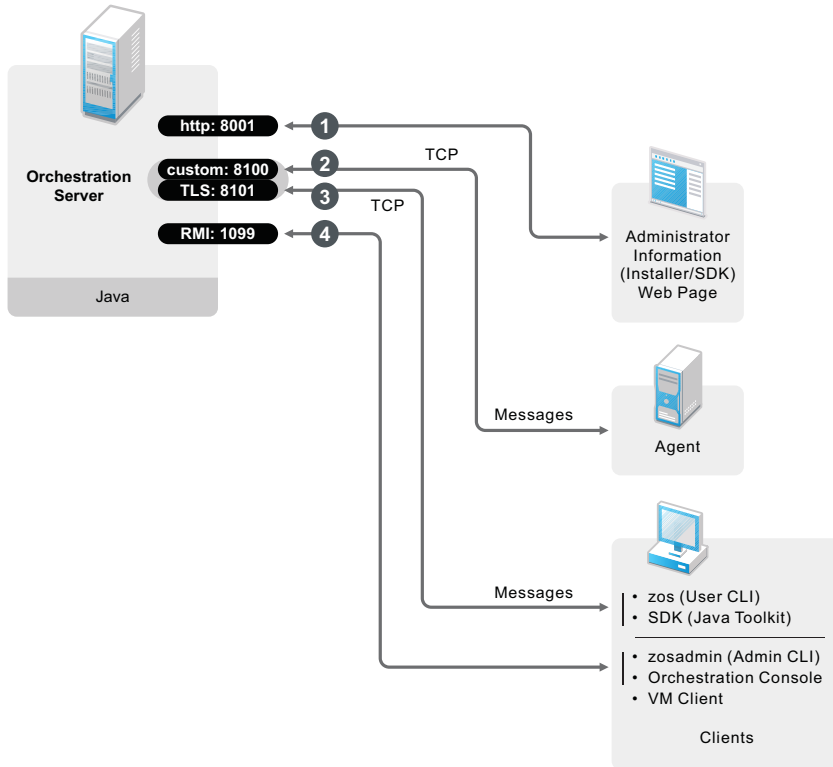 http: 8001
1
custom: 8100
2
TCP
TLS: 8101
3
TCP
Orchestration
Server
RMI: 1099
4
Java
Administrator
Information
(Installer/SDK)
Web Page
Messages
Agent
Messages
• zos (User CLI)
• SDK (Java Toolkit)
• zosadmin (Admin CLI)
• Orchestration Console
• VM Client
Clients